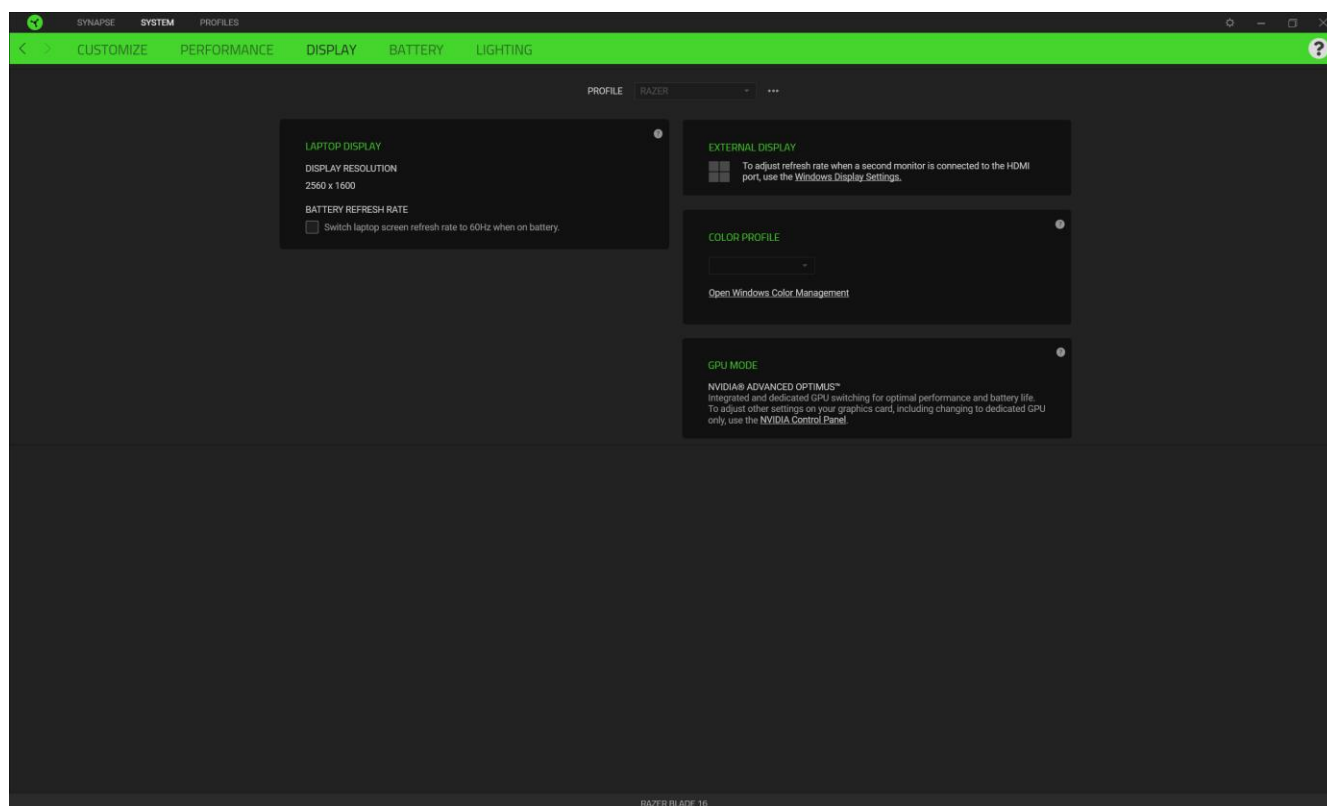 SYNAPSE SYSTEM PROFILES
CUSTOMIZE PERFORMANCE DISPLAY BATTERY LIGHTING ?
PROFILE RAZER
LAPTOP DISPLAY
DISPLAY RESOLUTION
2560 x 1600
BATTERY REFRESH RATE
Switch laptop screen refresh rate to 60Hz when on battery.
EXTERNAL DISPLAY
To adjust refresh rate when a second monitor is connected to the HDMI
port, use the Windows Display Settings.
COLOR PROFILE
Open Windows Color Management
GPU MODE
NVIDIA® ADVANCED OPTIMUS™
Integrated and dedicated GPU switching for optimal performance and battery life.
To adjust other settings on your graphics card, including changing to dedicated GPU
only, use the NVIDIA Control Panel.
RAZER BLADE 16